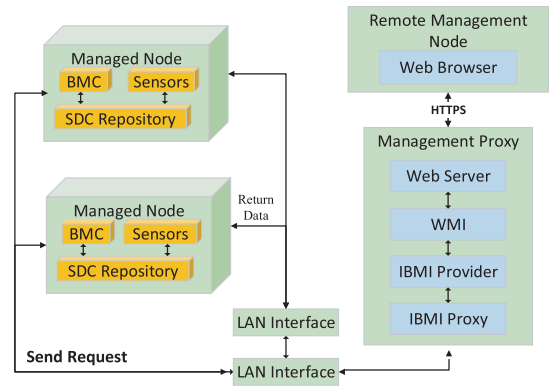 Managed Node
BMC
Sensors
SDC Repository
Managed Node
BMC
Sensors
SDC Repository
Return
Data
LAN Interface
LAN Interface
Send Request
Remote Management
Node
Web Browser
HTTPS
Management Proxy
Web Server
WMI
IBMI Provider
IBMI Proxy